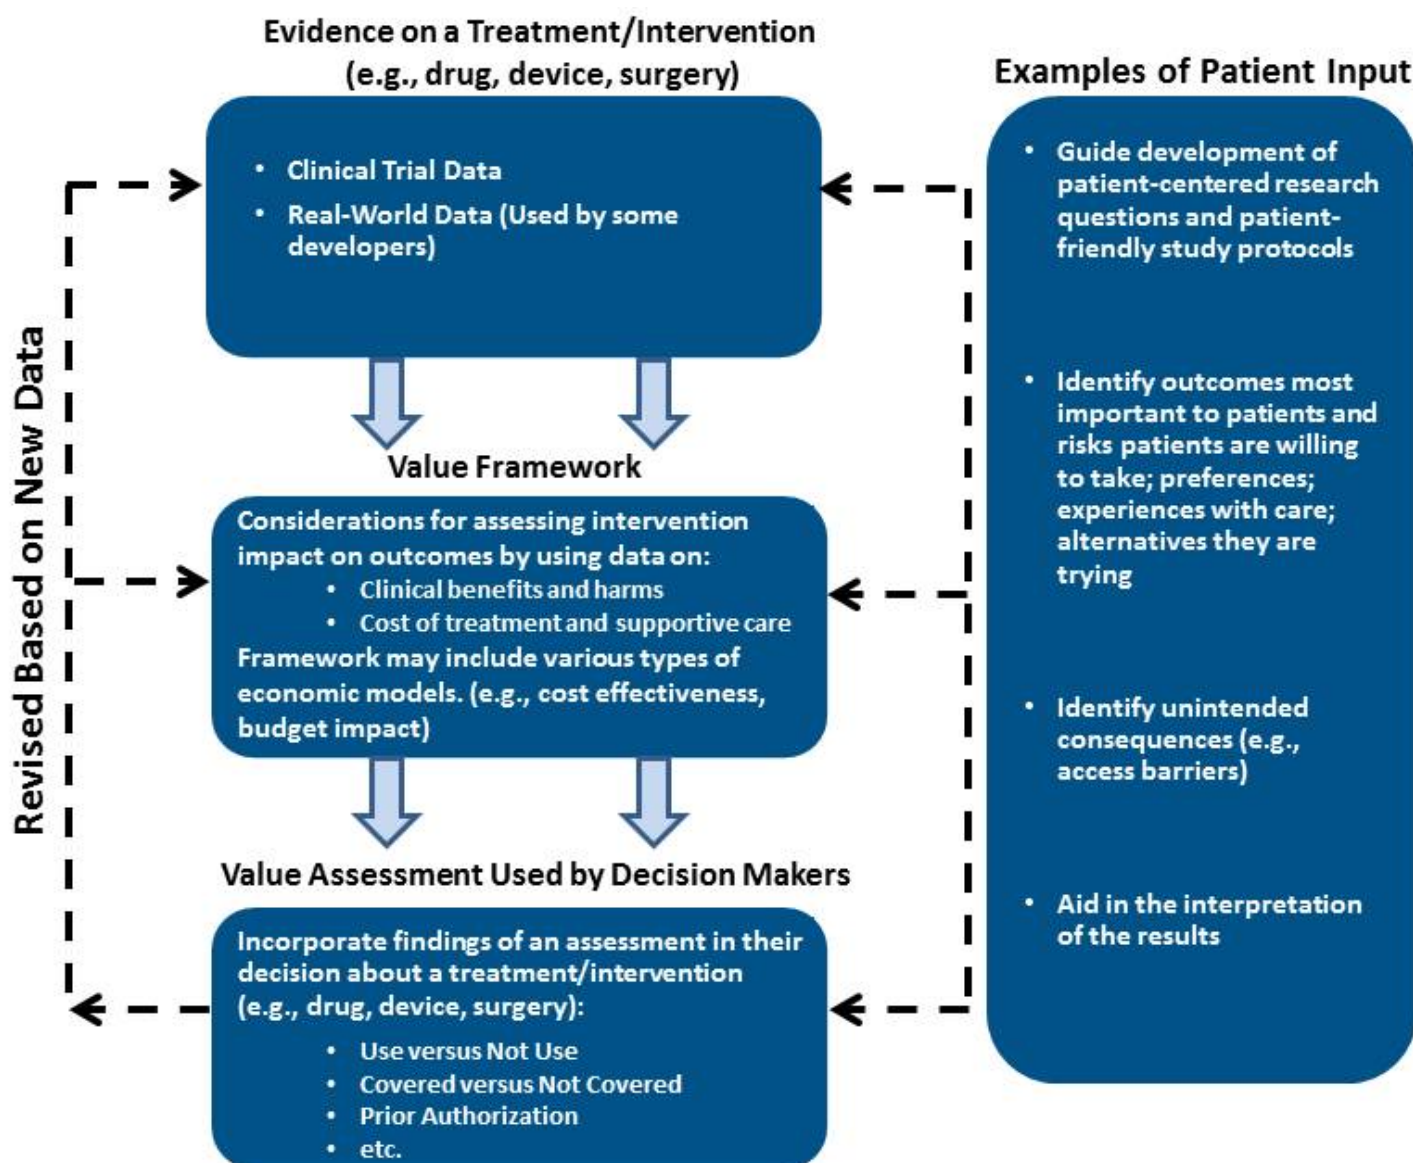 Evidence on a Treatment/Intervention
(e.g., drug, device, surgery)
• Clinical Trial Data
• Real-World Data (Used by some
developers)
Value Framework
Considerations for assessing intervention
impact on outcomes by using data on:
• Clinical benefits and harms
• Cost of treatment and supportive care
Framework may include various types of
economic models. (e.g., cost effectiveness,
budget impact)
Value Assessment Used by Decision Makers
Incorporate findings of an assessment in their
decision about a treatment/intervention
(e.g., drug, device, surgery):
• Use versus Not Use
• Covered versus Not Covered
• Prior Authorization
• etc.
Revised Based on New Data
Examples of Patient Input
• Guide development of
patient-centered research
questions and patient-
friendly study protocols
• Identify outcomes most
important to patients and
risks patients are willing
to take; preferences;
experiences with care;
alternatives they are
trying
• Identify unintended
consequences (e.g.,
access barriers)
• Aid in the interpretation
of the results